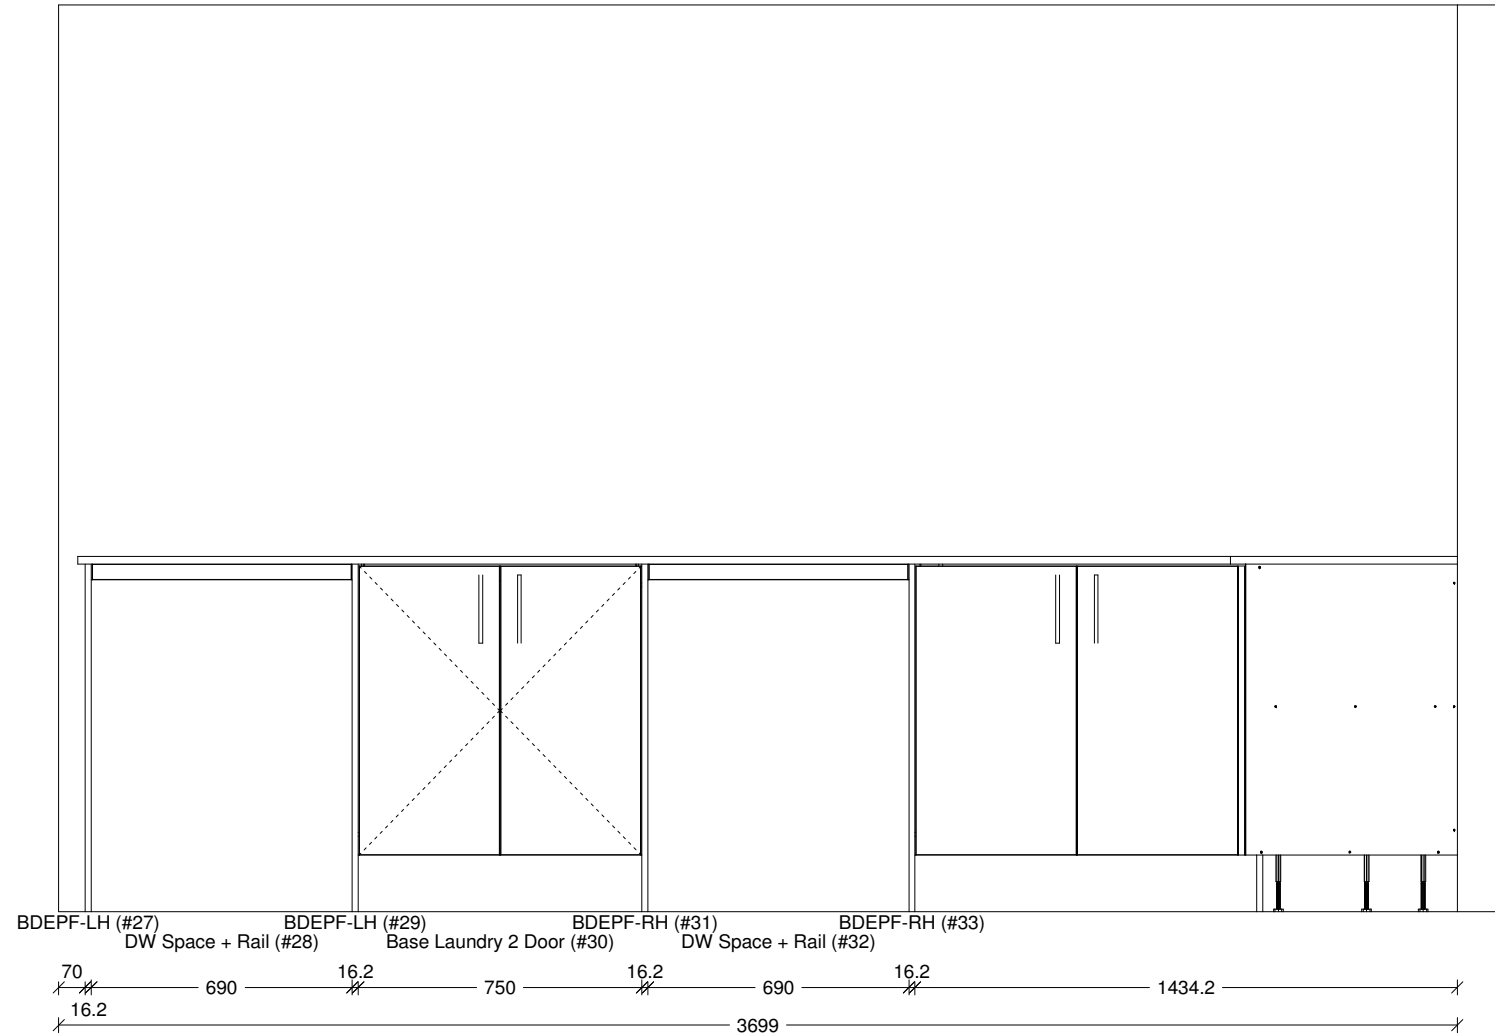 BDEPF-LH (#27) BDEPF-LH (#29) BDEPF-RH (#31) BDEPF-RH (#33)
DW Space + Rail (#28) Base Laundry 2 Door (#30) DW Space + Rail (#32)
70 16.2 16.2 16.2
690 750 690 1434.2
16.2
3699